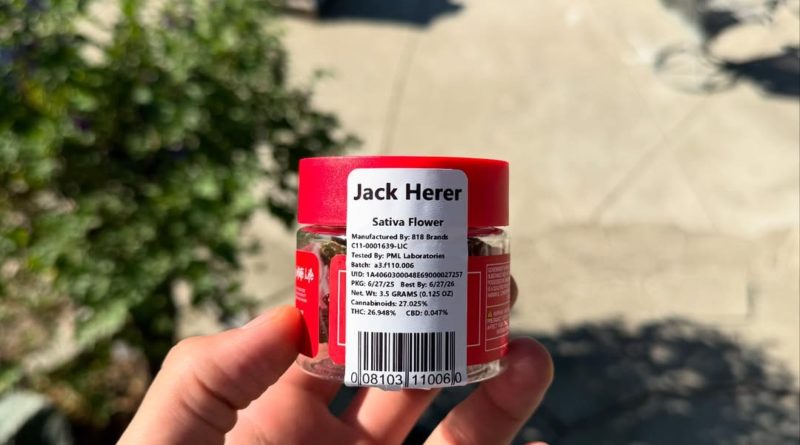 Jack Herer
Sativa Flower
Manufactured By: 818 Brands
C11-0001639-LIC
Tested By: PML Laboratories
Batch: a3.f110.006
UID: 1A4060300048E69000027257
PKG: 6/27/25 Best By: 6/27/26
Net. Wt: 3.5 GRAMS (0.125 OZ)
Cannabinoids: 27.025%
THC: 26.948% CBD: 0.047%
0 08103 11006 0
Life